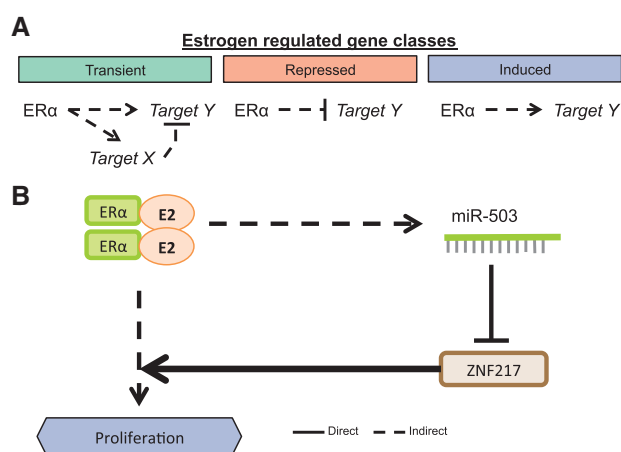 A
Estrogen regulated gene classes
Transient Repressed Induced
ERα Target Y ERα Target Y ERα Target Y
Target X
B
ERα E2 miR-503
ERα E2
ZNF217
Proliferation
Direct Indirect